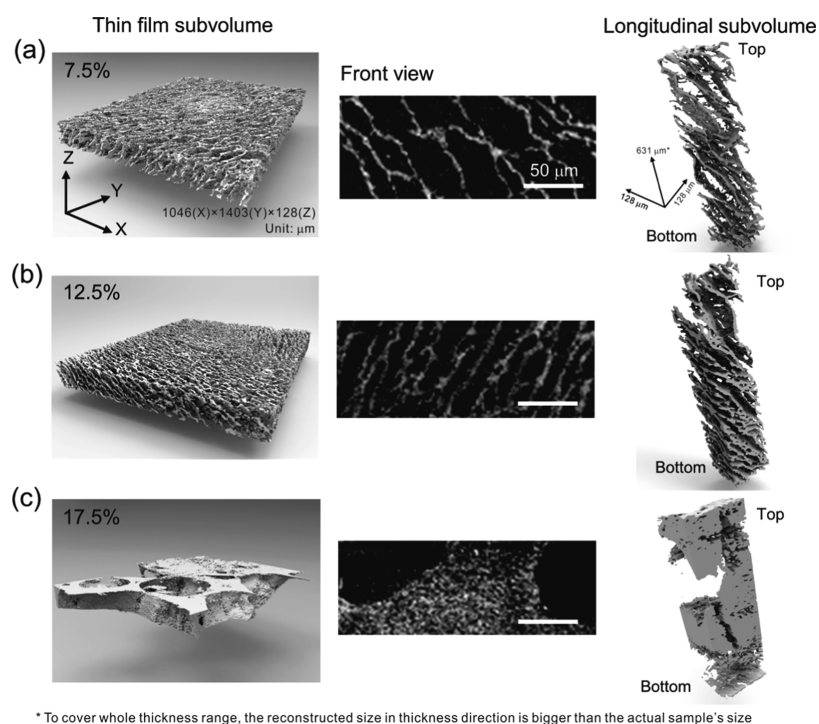 Thin film subvolume
Longitudinal subvolume
(a)
7.5%
Front view
Top
Z
Y
X
1046(X)×1403(Y)×128(Z)
Unit: μm
50 μm
631 μm*
128 μm
128 μm
Bottom
(b)
12.5%
Top
Bottom
(c)
17.5%
Top
Bottom
* To cover whole thickness range, the reconstructed size in thickness direction is bigger than the actual sample's size